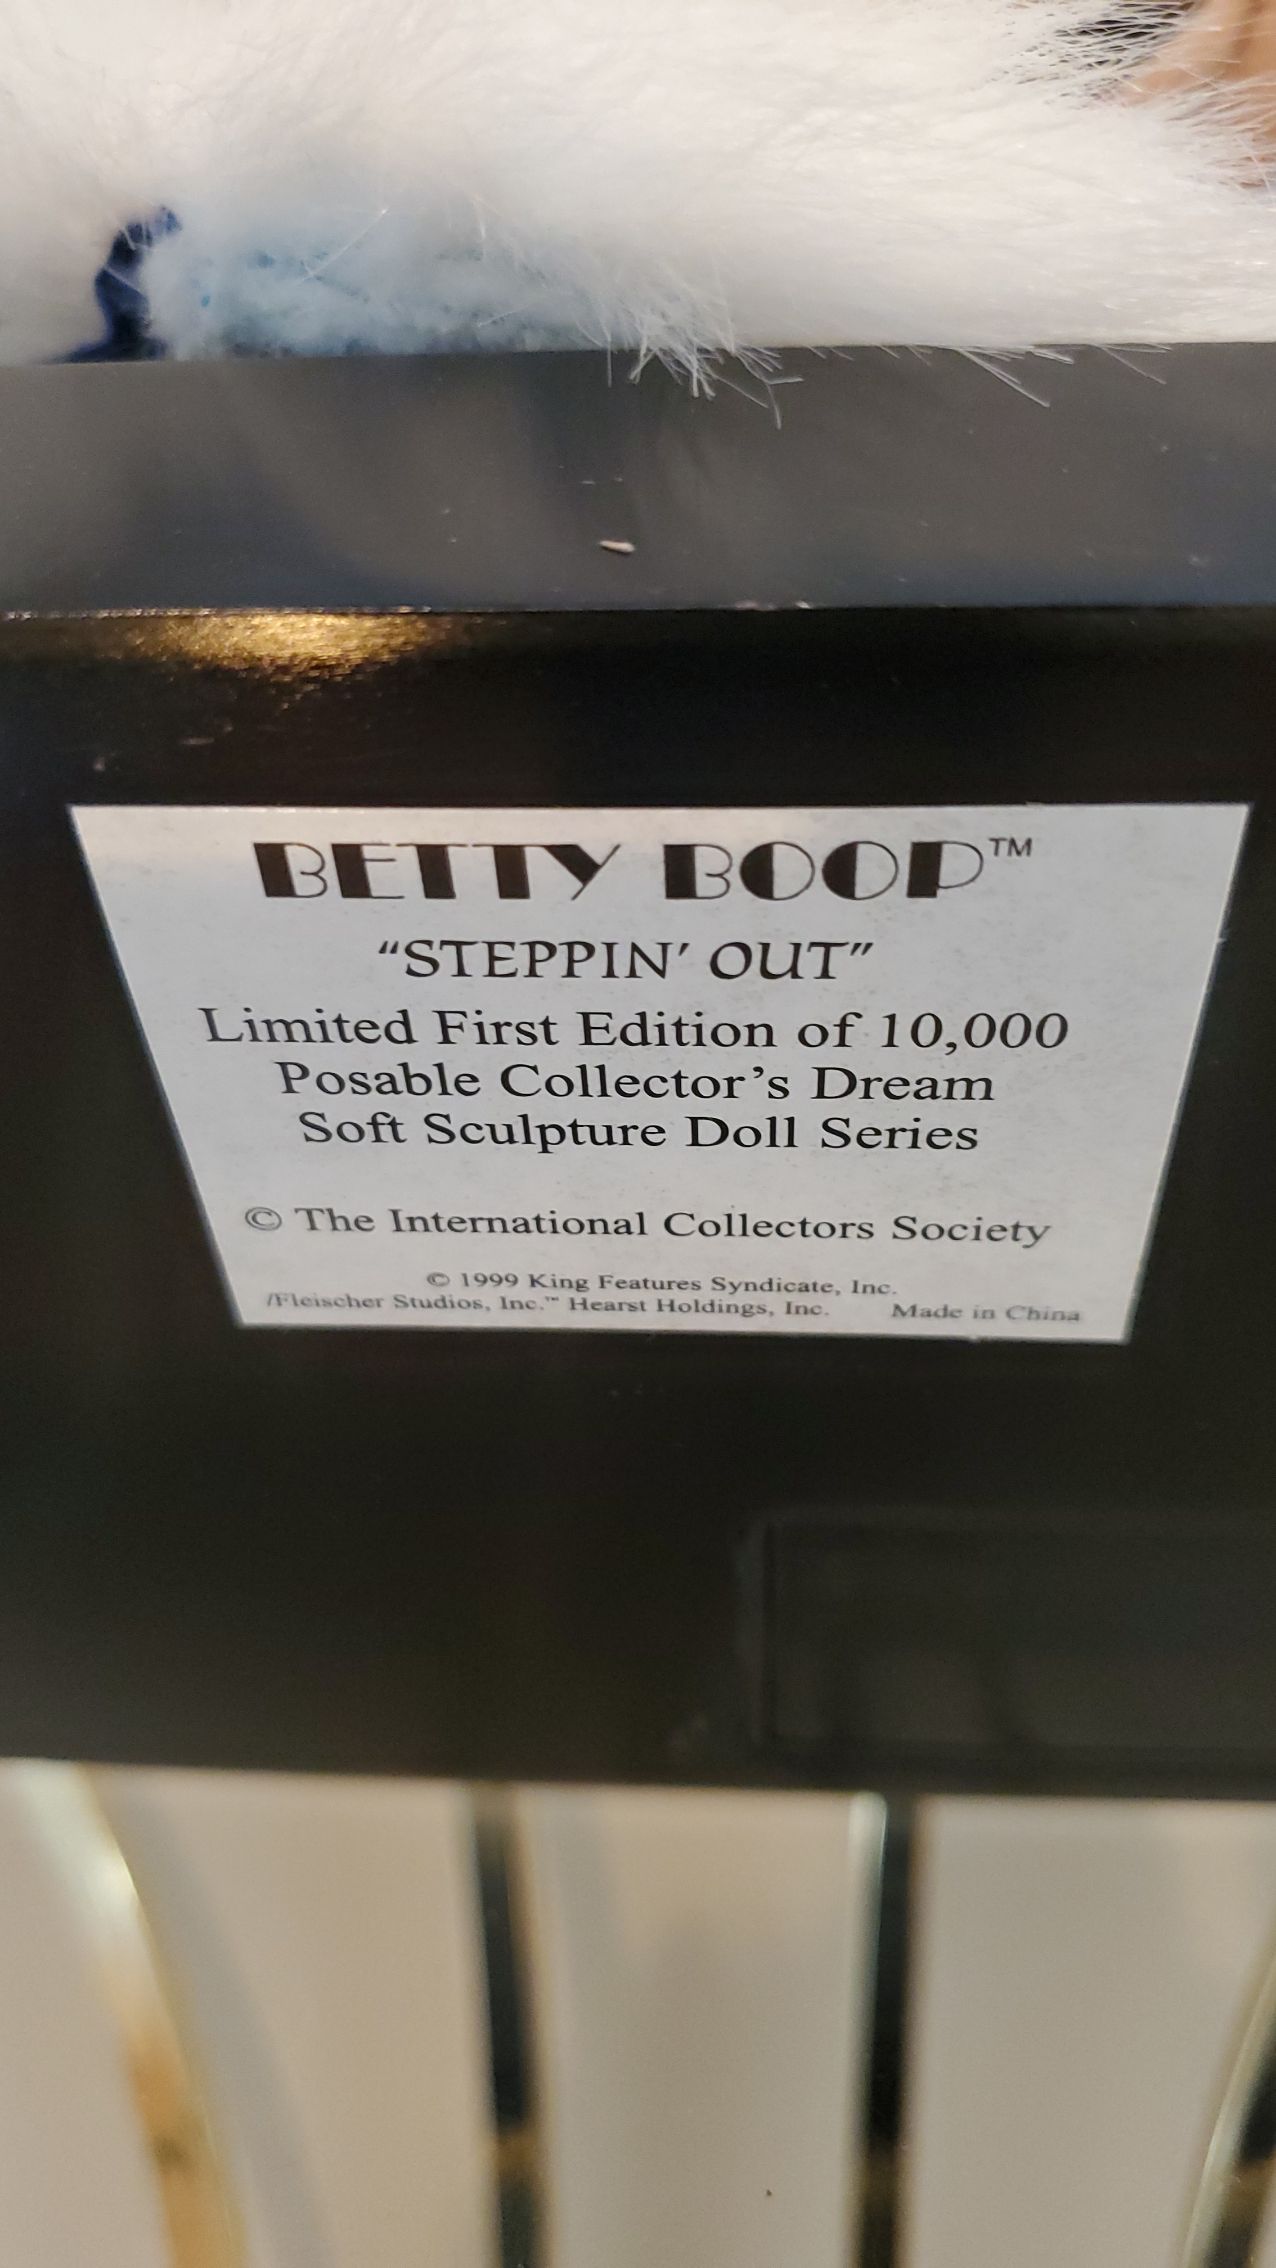 BETTY BOOP™
“STEPPIN’ OUT”
Limited First Edition of 10,000
Posable Collector’s Dream
Soft Sculpture Doll Series
© The International Collectors Society
© 1999 King Features Syndicate, Inc.
/Fleischer Studios, Inc.™ Hearst Holdings, Inc. Made in China